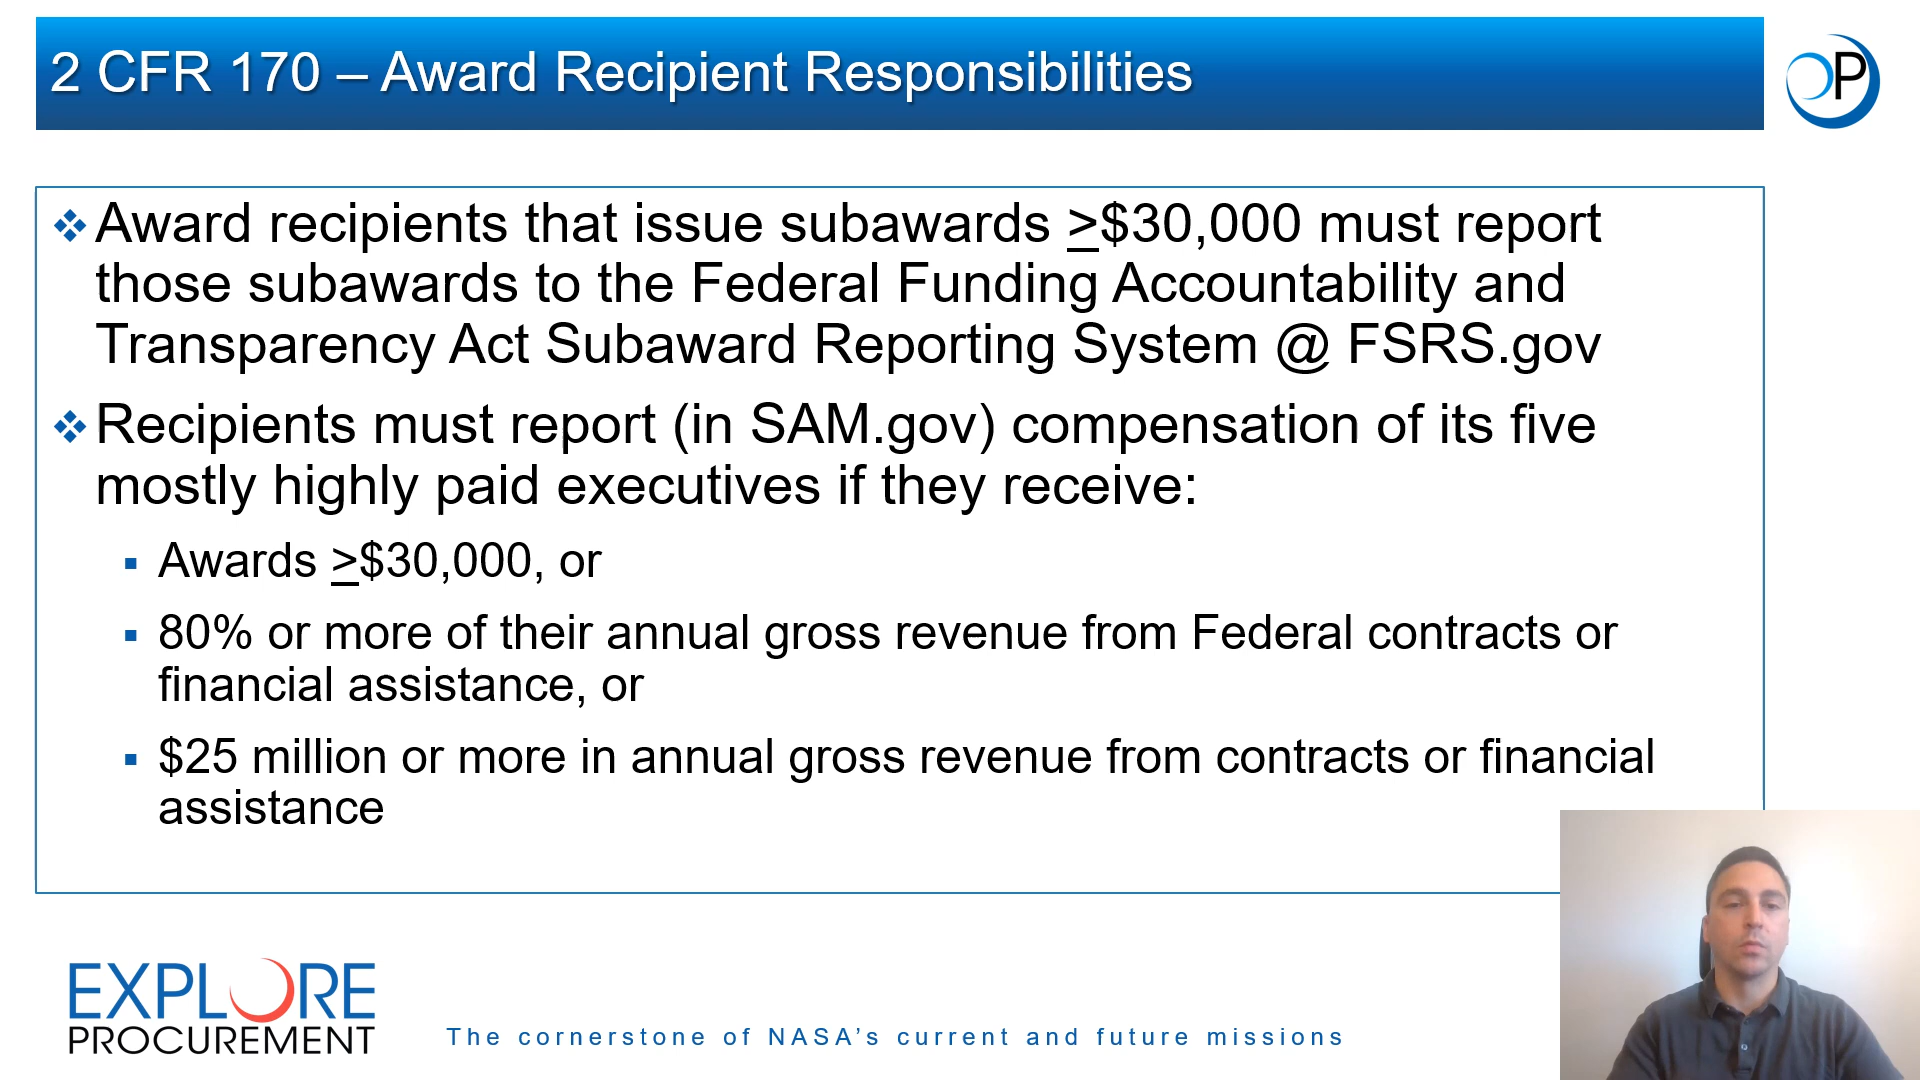 2 CFR 170 – Award Recipient Responsibilities
OP
❖ Award recipients that issue subawards >$30,000 must report
those subawards to the Federal Funding Accountability and
Transparency Act Subaward Reporting System @ FSRS.gov
❖ Recipients must report (in SAM.gov) compensation of its five
mostly highly paid executives if they receive:
▪ Awards >$30,000, or
▪ 80% or more of their annual gross revenue from Federal contracts or
financial assistance, or
▪ $25 million or more in annual gross revenue from contracts or financial
assistance
EXPLORE
PROCUREMENT
The cornerstone of NASA’s current and future missions